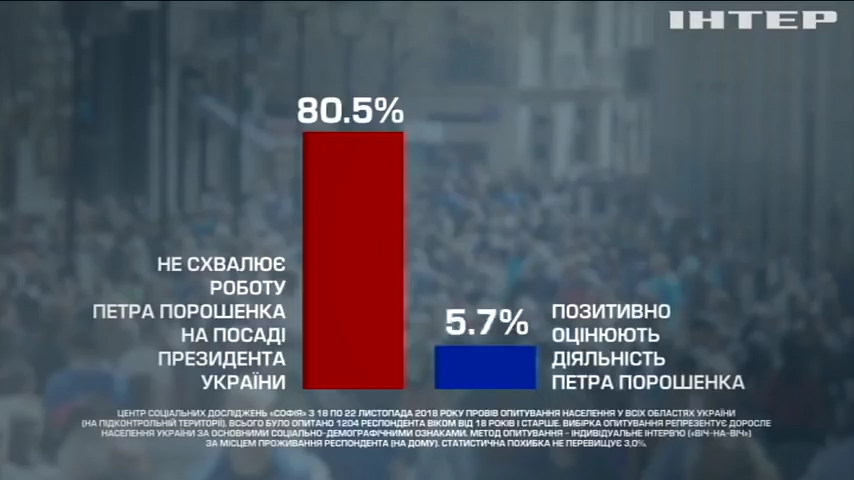 ІНТЕР
80.5%
НЕ СХВАЛЮЄ
РОБОТУ
ПЕТРА ПОРОШЕНКА
НА ПОСАДІ
ПРЕЗИДЕНТА
УКРАЇНИ
5.7%
ПОЗИТИВНО
ОЦІНЮЮТЬ
ДІЯЛЬНІСТЬ
ПЕТРА ПОРОШЕНКА
ЦЕНТР СОЦІАЛЬНИХ ДОСЛІДЖЕНЬ «СОФІЯ» З 18 ПО 22 ЛИСТОПАДА 2018 РОКУ ПРОВІВ ОПИТУВАННЯ НАСЕЛЕННЯ У ВСІХ ОБЛАСТЯХ УКРАЇНИ
(НА ПІДКОНТРОЛЬНІЙ ТЕРИТОРІЇ). ВСЬОГО БУЛО ОПИТАНО 1204 РЕСПОНДЕНТА ВІКОМ ВІД 18 РОКІВ І СТАРШЕ. ВИБІРКА ОПИТУВАННЯ РЕПРЕЗЕНТУЄ ДОРОСЛЕ
НАСЕЛЕННЯ УКРАЇНИ ЗА ОСНОВНИМИ СОЦІАЛЬНО-ДЕМОГРАФІЧНИМИ ОЗНАКАМИ. МЕТОД ОПИТУВАННЯ - ІНДИВІДУАЛЬНЕ ІНТЕРВ'Ю («ВІЧ-НА-ВІЧ»)
ЗА МІСЦЕМ ПРОЖИВАННЯ РЕСПОНДЕНТА (НА ДОМУ). СТАТИСТИЧНА ПОХИБКА НЕ ПЕРЕВИЩУЄ 3,0%.